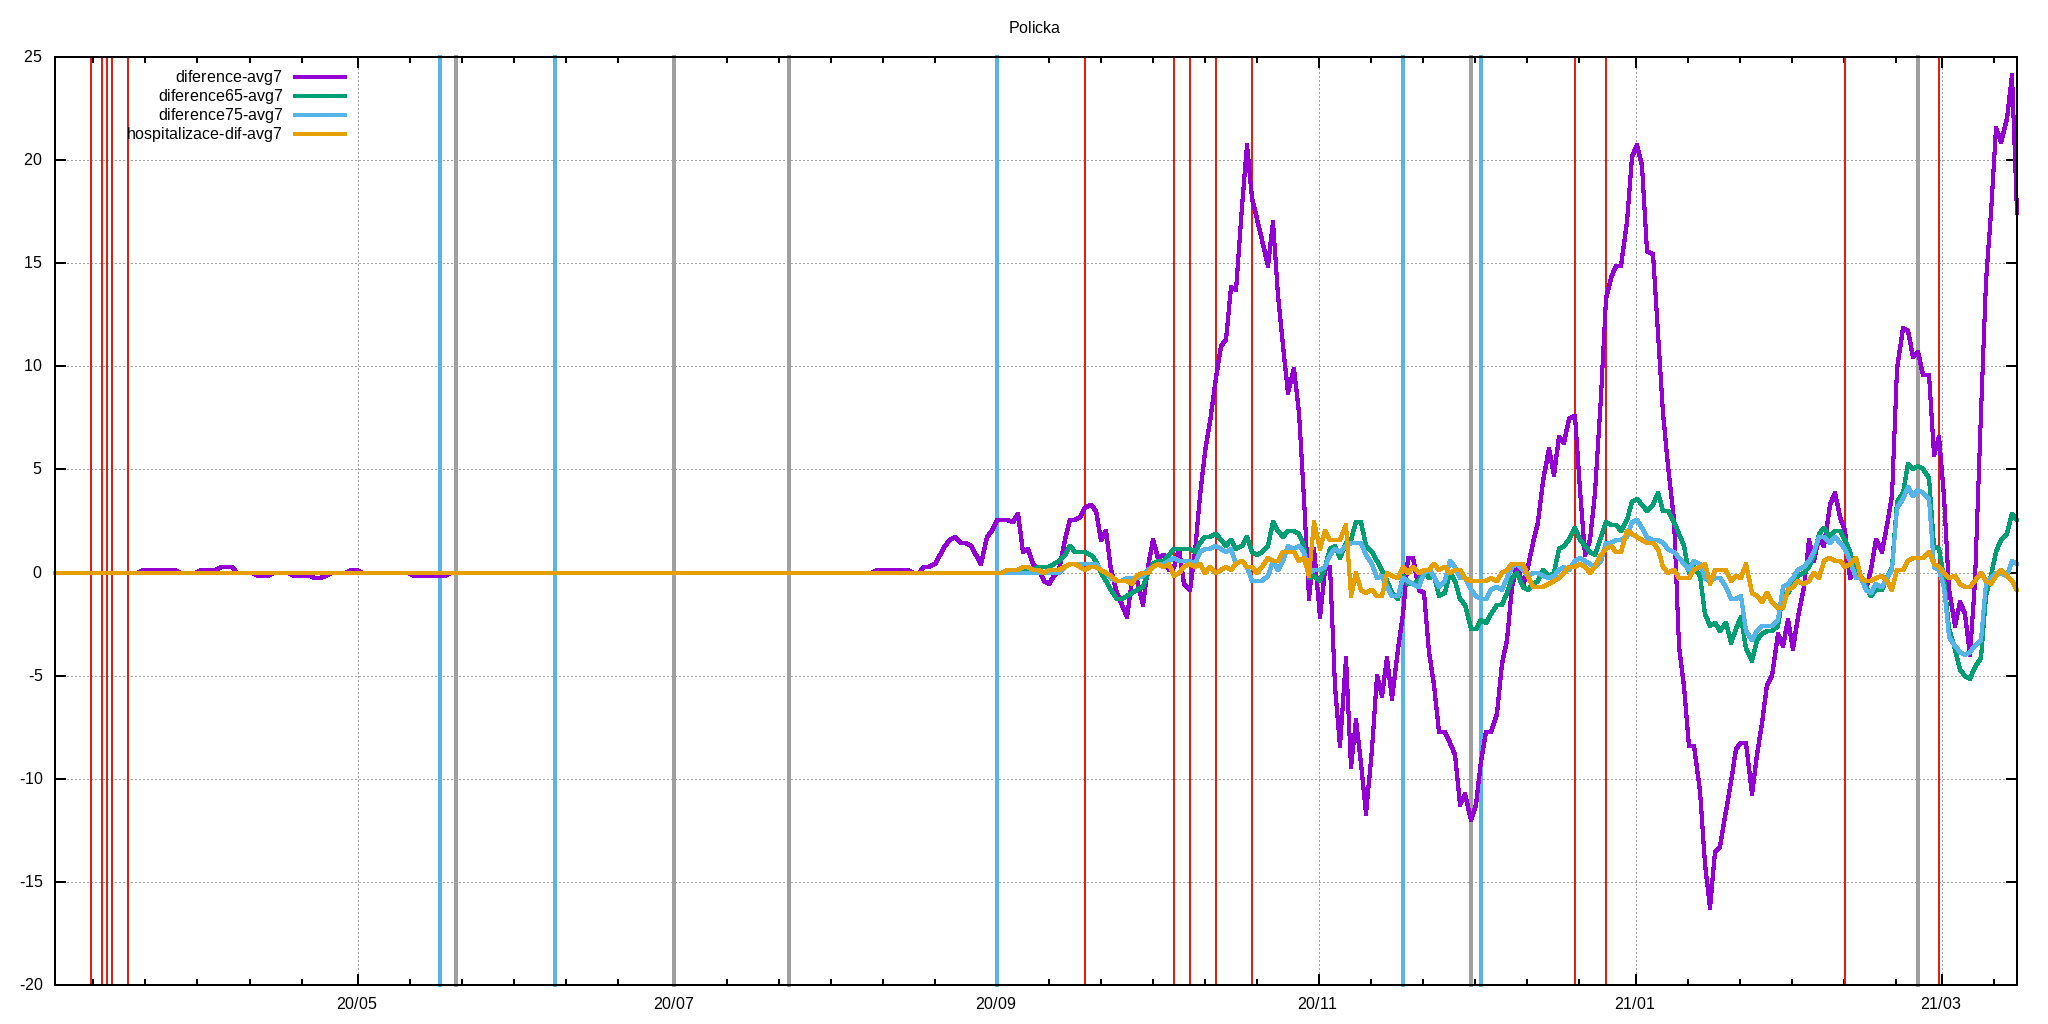 Policka
25
diference-avg7
diference65-avg7
diference75-avg7
hospitalizace-dif-avg7
20
15
10
5
0
-5
-10
-15
-20
20/05 20/07 20/09 20/11 21/01 21/03